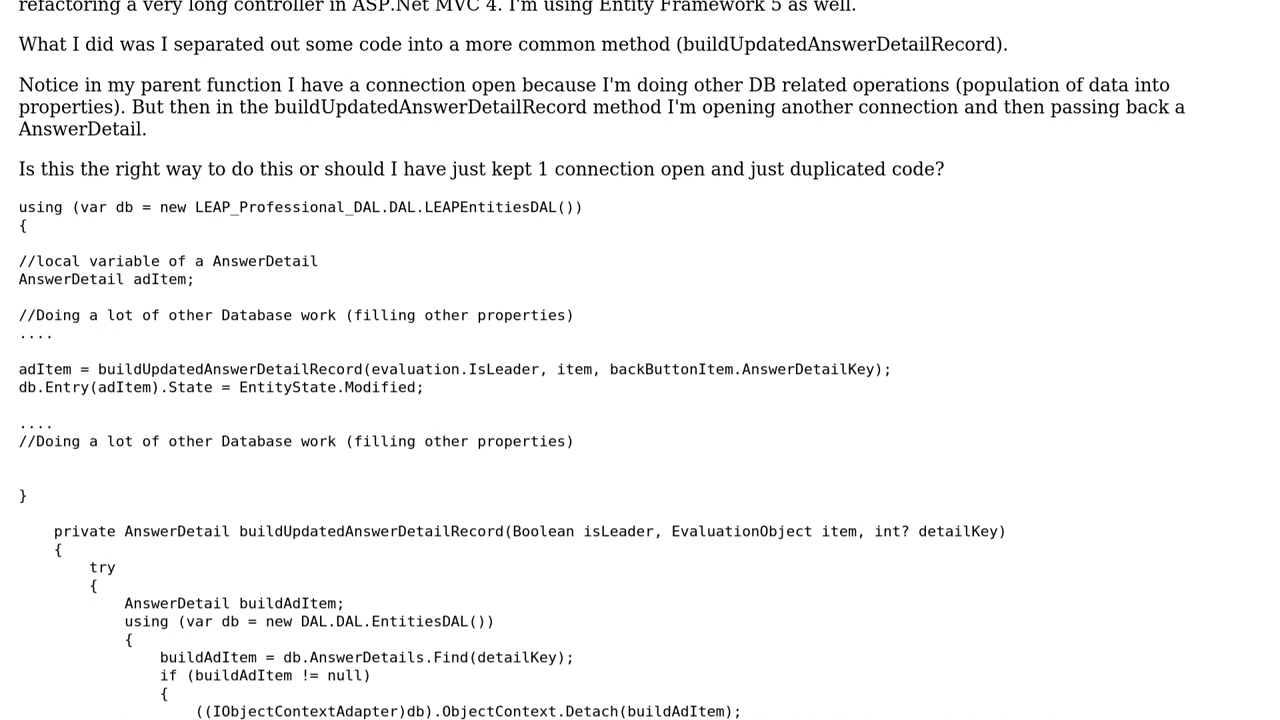 refactoring a very long controller in ASP.Net MVC 4. I'm using Entity Framework 5 as well.
What I did was I separated out some code into a more common method (buildUpdatedAnswerDetailRecord).
Notice in my parent function I have a connection open because I'm doing other DB related operations (population of data into
properties). But then in the buildUpdatedAnswerDetailRecord method I'm opening another connection and then passing back a
AnswerDetail.
Is this the right way to do this or should I have just kept 1 connection open and just duplicated code?
using (var db = new LEAP_Professional_DAL.DAL.LEAPEntitiesDAL())
{
//local variable of a AnswerDetail
AnswerDetail adItem;
//Doing a lot of other Database work (filling other properties)
....
adItem = buildUpdatedAnswerDetailRecord(evaluation.IsLeader, item, backButtonItem.AnswerDetailKey);
db.Entry(adItem).State = EntityState.Modified;
....
//Doing a lot of other Database work (filling other properties)
}
private AnswerDetail buildUpdatedAnswerDetailRecord(Boolean isLeader, EvaluationObject item, int? detailKey)
{
try
{
AnswerDetail buildAdItem;
using (var db = new DAL.DAL.EntitiesDAL())
{
buildAdItem = db.AnswerDetails.Find(detailKey);
if (buildAdItem != null)
{
((IObjectContextAdapter)db).ObjectContext.Detach(buildAdItem);